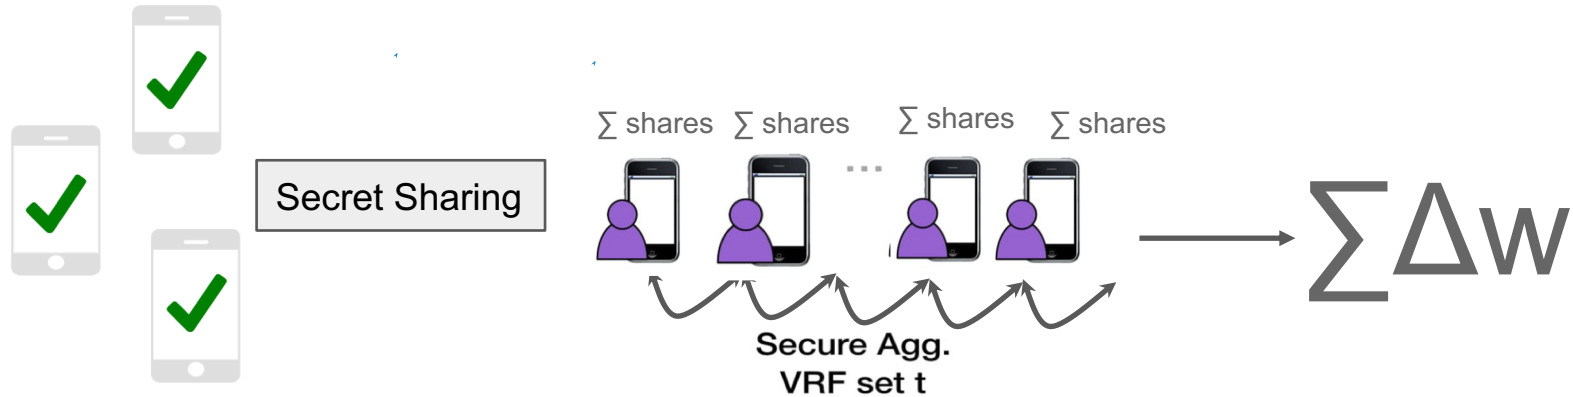 Secret Sharing
∑ shares
∑ shares
...
∑ shares
∑ shares
Secure Agg.
VRF set t
∑Δw